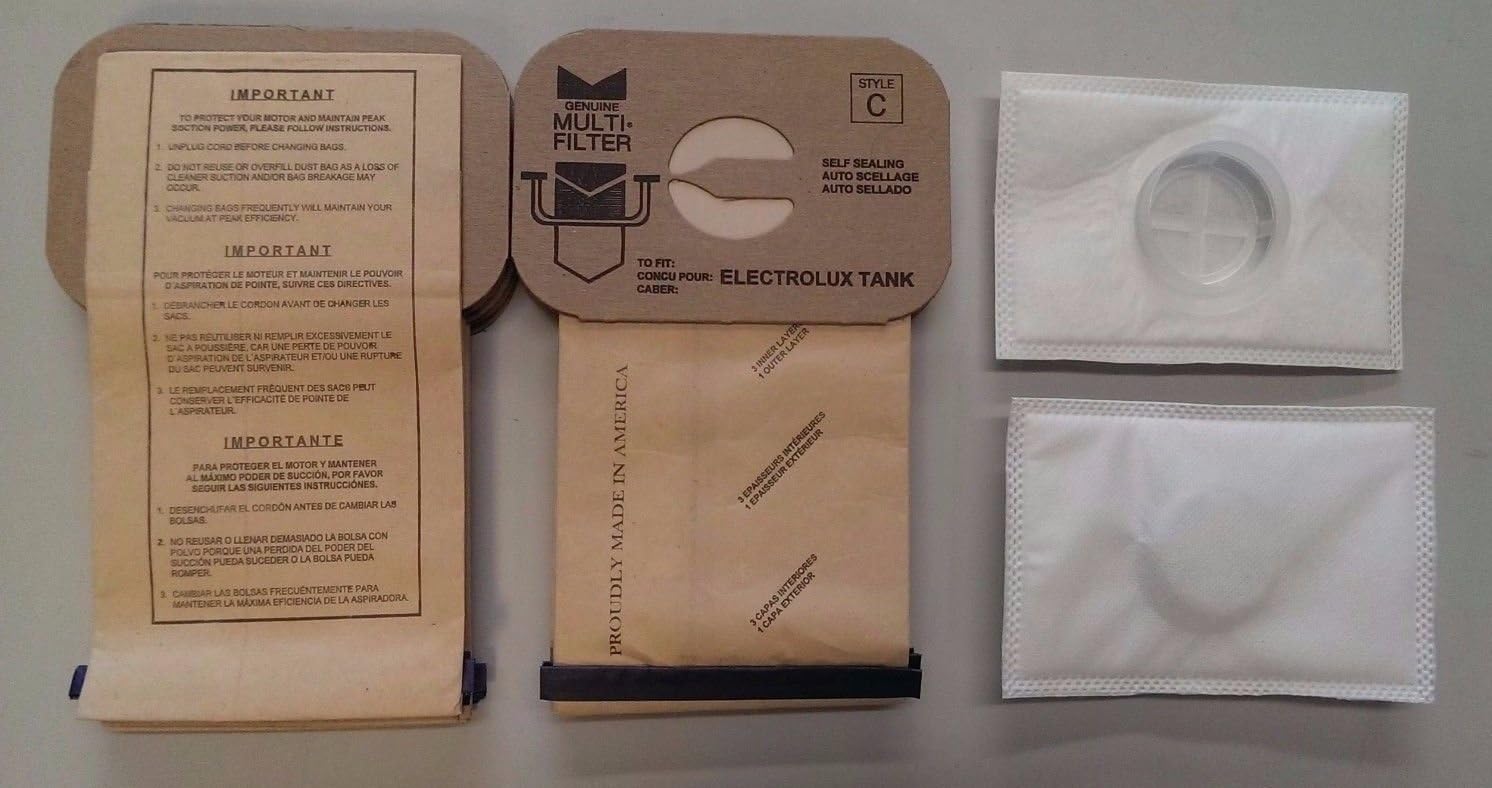 IMPORTANT
TO PROTECT YOUR MOTOR AND MAINTAIN PEAK
SUCTION POWER, PLEASE FOLLOW INSTRUCTIONS.
1. UNPLUG CORD BEFORE CHANGING BAGS.
2. DO NOT REUSE OR OVERFILL DUST BAG AS A LOSS OF
CLEANER SUCTION AND/OR BAG BREAKAGE MAY
OCCUR.
3. CHANGING BAGS FREQUENTLY WILL MAINTAIN YOUR
VACUUM AT PEAK EFFICIENCY.
IMPORTANT
POUR PROTÉGER LE MOTEUR ET MAINTENIR LE POUVOIR
D'ASPIRATION DE POINTE, SUIVRE CES DIRECTIVES.
1. DÉBRANCHER LE CORDON AVANT DE CHANGER LES
SACS.
2. NE PAS RÉUTILISER NI REMPLIR EXCESSIVEMENT LE
SAC A POUSSIÈRE, CAR UNE PERTE DE POUVOIR
D'ASPIRATION DE L'ASPIRATEUR ET/OU UNE RUPTURE
DU SAC PEUVENT SURVENIR.
3. LE REMPLACEMENT FRÉQUENT DES SACS PEUT
CONSERVER L'EFFICACITÉ DE POINTE DE
L'ASPIRATEUR.
IMPORTANTE
PARA PROTEGER EL MOTOR Y MANTENER
AL MÁXIMO PODER DE SUCCIÓN, POR FAVOR
SEGUIR LAS SIGUIENTES INSTRUCCIÓNES.
1. DESENCHUFAR EL CORDÓN ANTES DE CAMBIAR LAS
BOLSAS.
2. NO REUSAR O LLENAR DEMASIADO LA BOLSA CON
POLVO PORQUE UNA PERDIDA DEL PODER DEL
SUCCIÓN PUEDA SUCEDER O LA BOLSA PUEDA
ROMPER.
3. CAMBIAR LAS BOLSAS FRECUÉNTEMENTE PARA
MANTENER LA MÁXIMA EFICIENCIA DE LA ASPIRADORA.
GENUINE
MULTI®
FILTER
STYLE
C
SELF SEALING
AUTO SCELLAGE
AUTO SELLADO
TO FIT:
CONCU POUR: ELECTROLUX TANK
CABER:
PROUDLY MADE IN AMERICA
3 INNER LAYERS
1 OUTER LAYER
3 EPAISSEURS INTÉRIEURES
1 EPAISSEUR EXTÉRIEUR
3 CAPAS INTERIORES
1 CAPA EXTERIOR